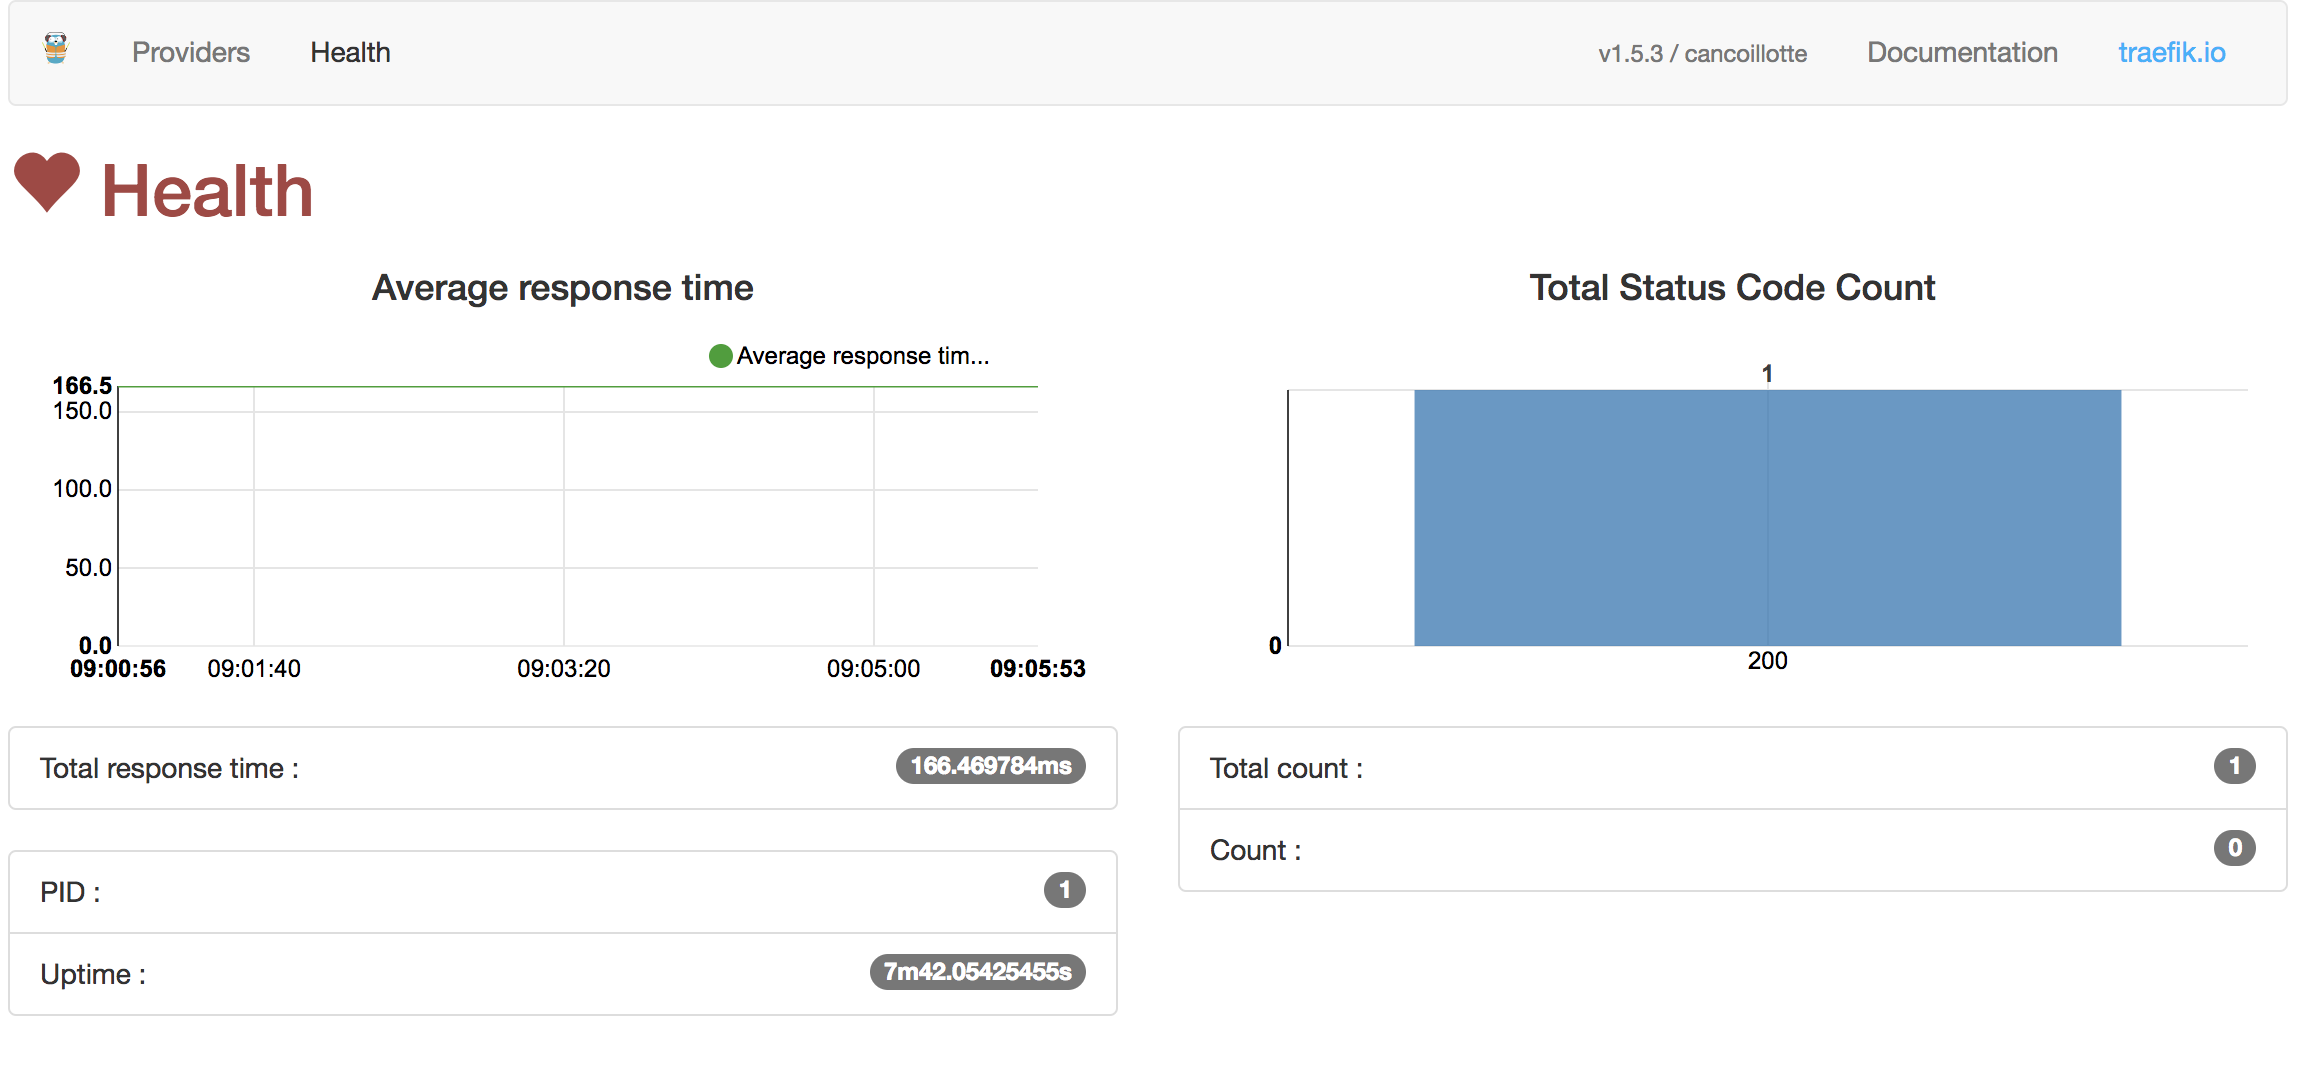 Providers Health v1.5.3 / cancoillotte Documentation traefik.io
Health
Average response time
Average response tim...
166.5
150.0
100.0
50.0
0.0
09:00:56 09:01:40 09:03:20 09:05:00 09:05:53
Total response time : 166.469784ms
PID : 1
Uptime : 7m42.05425455s
Total Status Code Count
1
0
200
Total count : 1
Count : 0